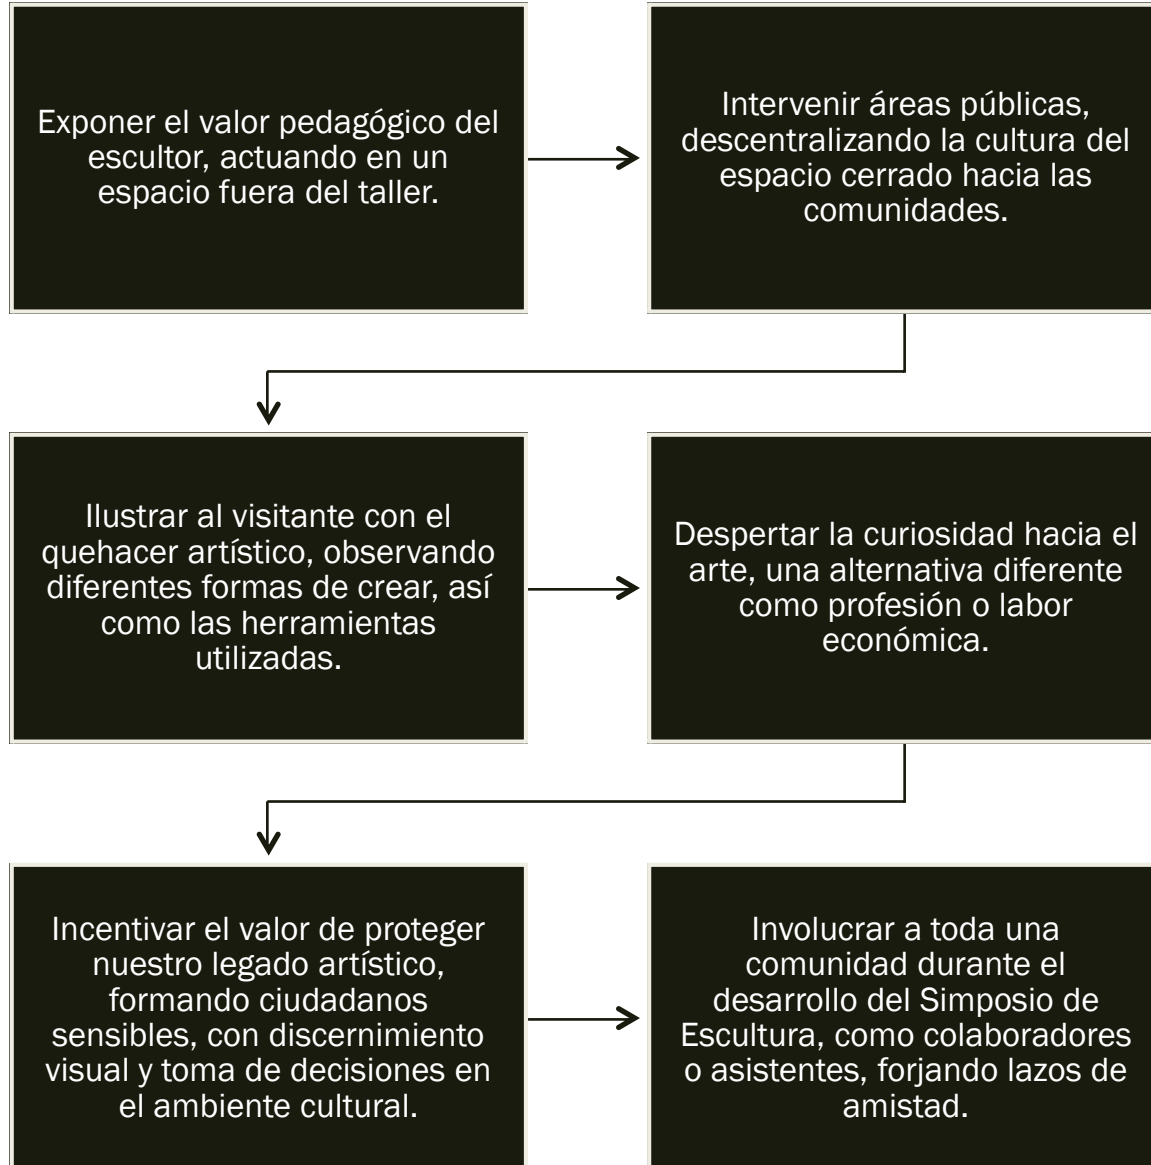 Exponer el valor pedagógico del
escultor, actuando en un
espacio fuera del taller.
Intervenir áreas públicas,
descentralizando la cultura del
espacio cerrado hacia las
comunidades.
Ilustrar al visitante con el
quehacer artístico, observando
diferentes formas de crear, así
como las herramientas
utilizadas.
Despertar la curiosidad hacia el
arte, una alternativa diferente
como profesión o labor
económica.
Incentivar el valor de proteger
nuestro legado artístico,
formando ciudadanos
sensibles, con discernimiento
visual y toma de decisiones en
el ambiente cultural.
Involucrar a toda una
comunidad durante el
desarrollo del Simposio de
Escultura, como colaboradores
o asistentes, forjando lazos de
amistad.